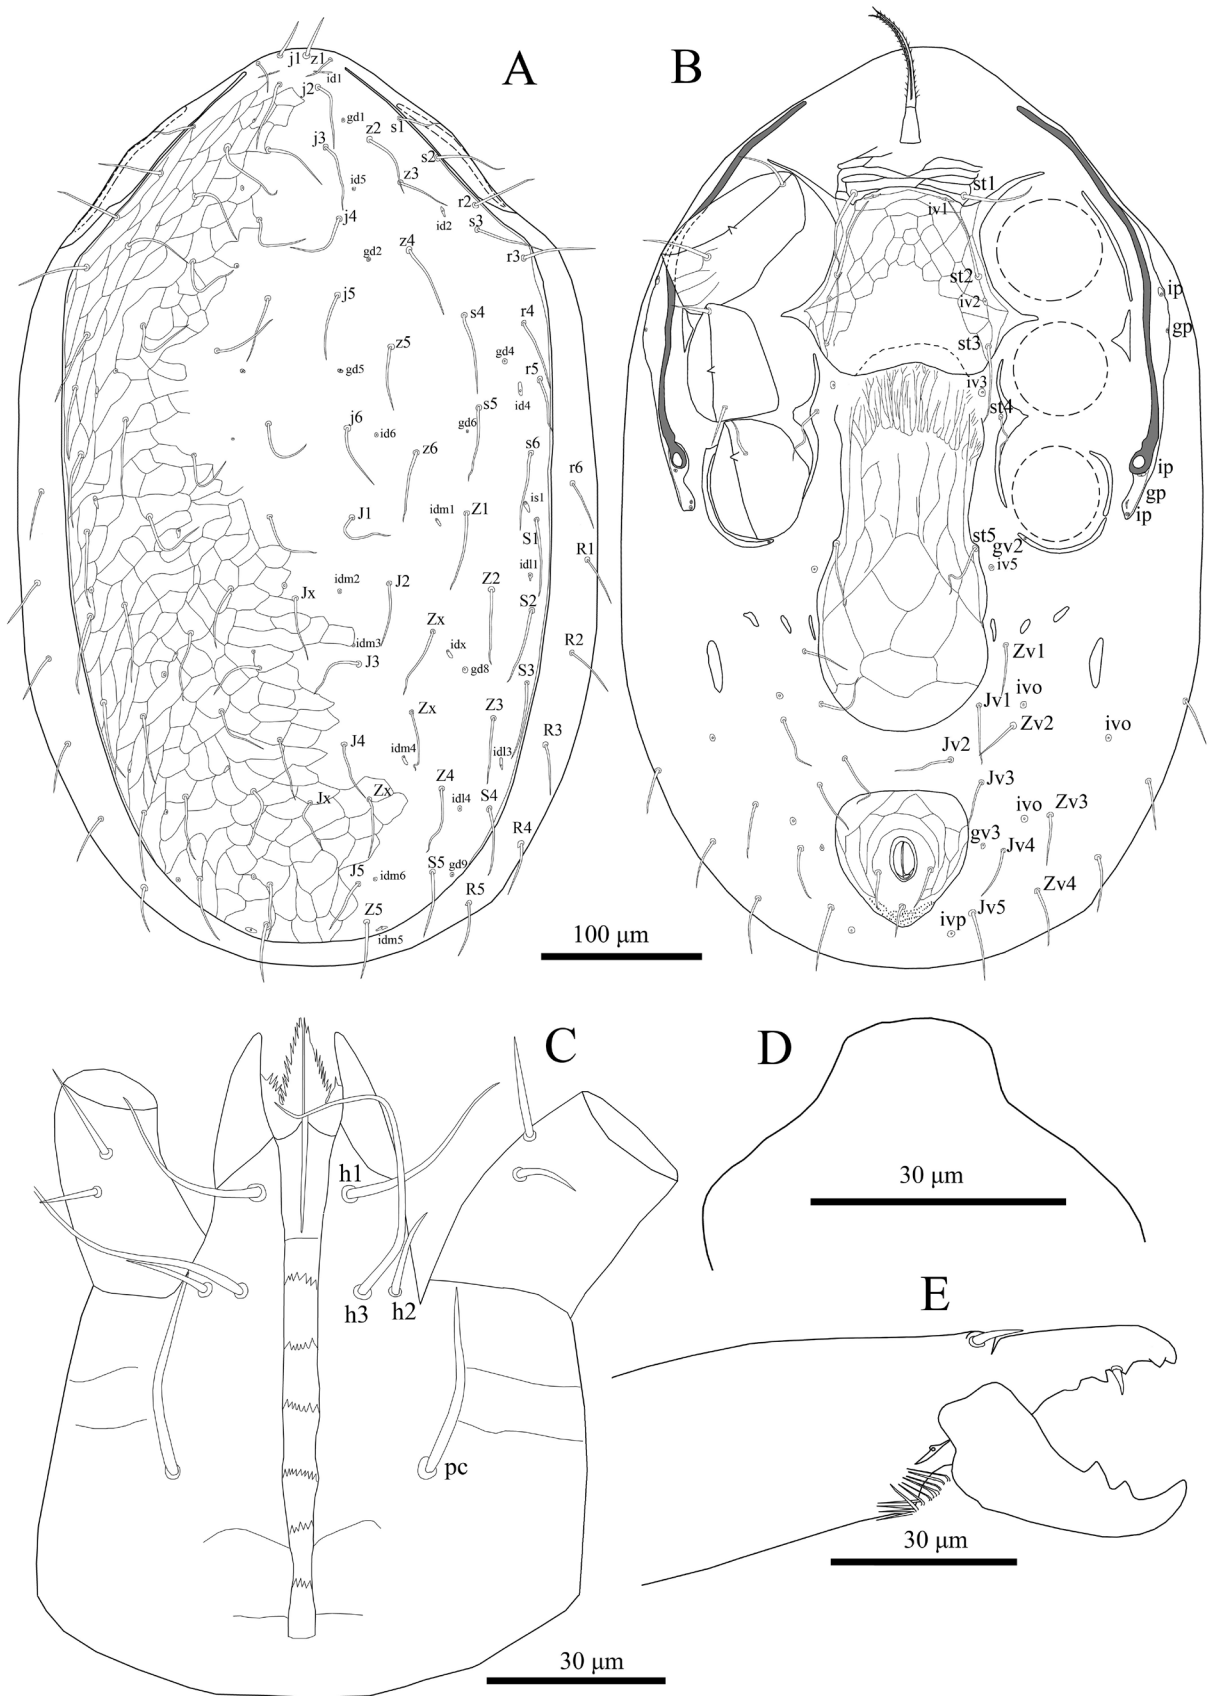 A
j1 z1
id1
j2
gd1
z2
s1
j3
s2
z3
id5
r2
id2
s3
j4
z4
gd2
r3
j5
s4
r4
z5
gd4
gd5
r5
id4
s5
j6
gd6
id6
z6
s6
r6
is1
J1
idm1
Z1
S1
R1
idl1
idm2
J2
Z2
Jx
S2
Zx
R2
idm3
idx
J3
gd8
S3
Zx
Z3
R3
J4
idm4
idl3
Z4
Jx
Zx
idl4
S4
R4
J5
idm6
S5
gd9
R5
Z5
idm5
B
st1
iv1
st2
iv2
ip
gp
st3
iv3
st4
ip
gp
ip
st5
gv2
iv5
Zv1
Jv1
ivo
Zv2
ivo
Jv2
Jv3
ivo
Zv3
gv3
Jv4
Zv4
ivp
Jv5
100 μm
C
h1
h3
h2
pc
30 μm
D
30 μm
E
30 μm